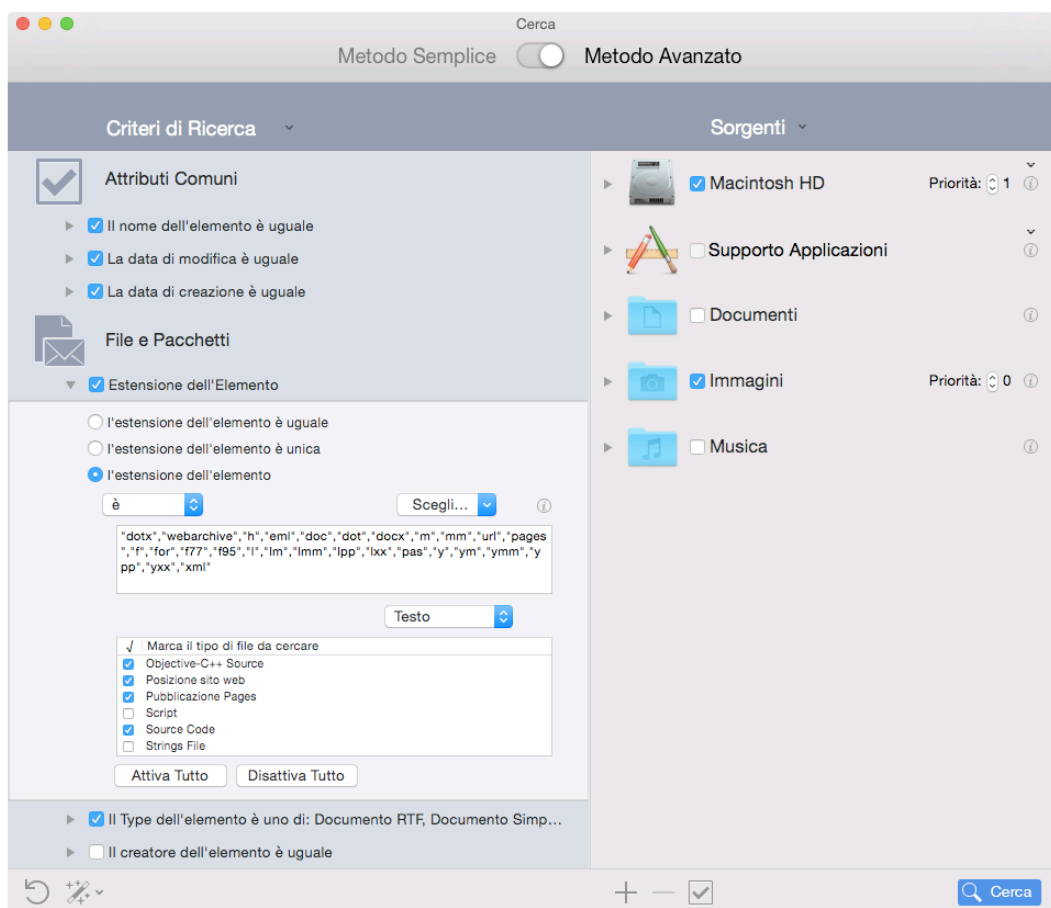 Cerca
Metodo Semplice Metodo Avanzato
Criteri di Ricerca
Sorgenti
Attributi Comuni
Il nome dell'elemento è uguale
La data di modifica è uguale
La data di creazione è uguale
File e Pacchetti
Estensione dell'Elemento
l'estensione dell'elemento è uguale
l'estensione dell'elemento è unica
l'estensione dell'elemento
è
Scegli...
"dotx","webarchive","h","eml","doc","dot","docx","m","mm","url","pages
","f","for","f77","f95","l","lm","lmm","lpp","lxx","pas","y","ym","ymm","y
pp","yxx","xml"
Testo
√ Marca il tipo di file da cercare
Objective-C++ Source
Posizione sito web
Pubblicazione Pages
Script
Source Code
Strings File
Attiva Tutto Disattiva Tutto
Il Type dell'elemento è uno di: Documento RTF, Documento Simp...
Il creatore dell'elemento è uguale
Macintosh HD Priorità: 1
Supporto Applicazioni
Documenti
Immagini Priorità: 0
Musica
Cerca